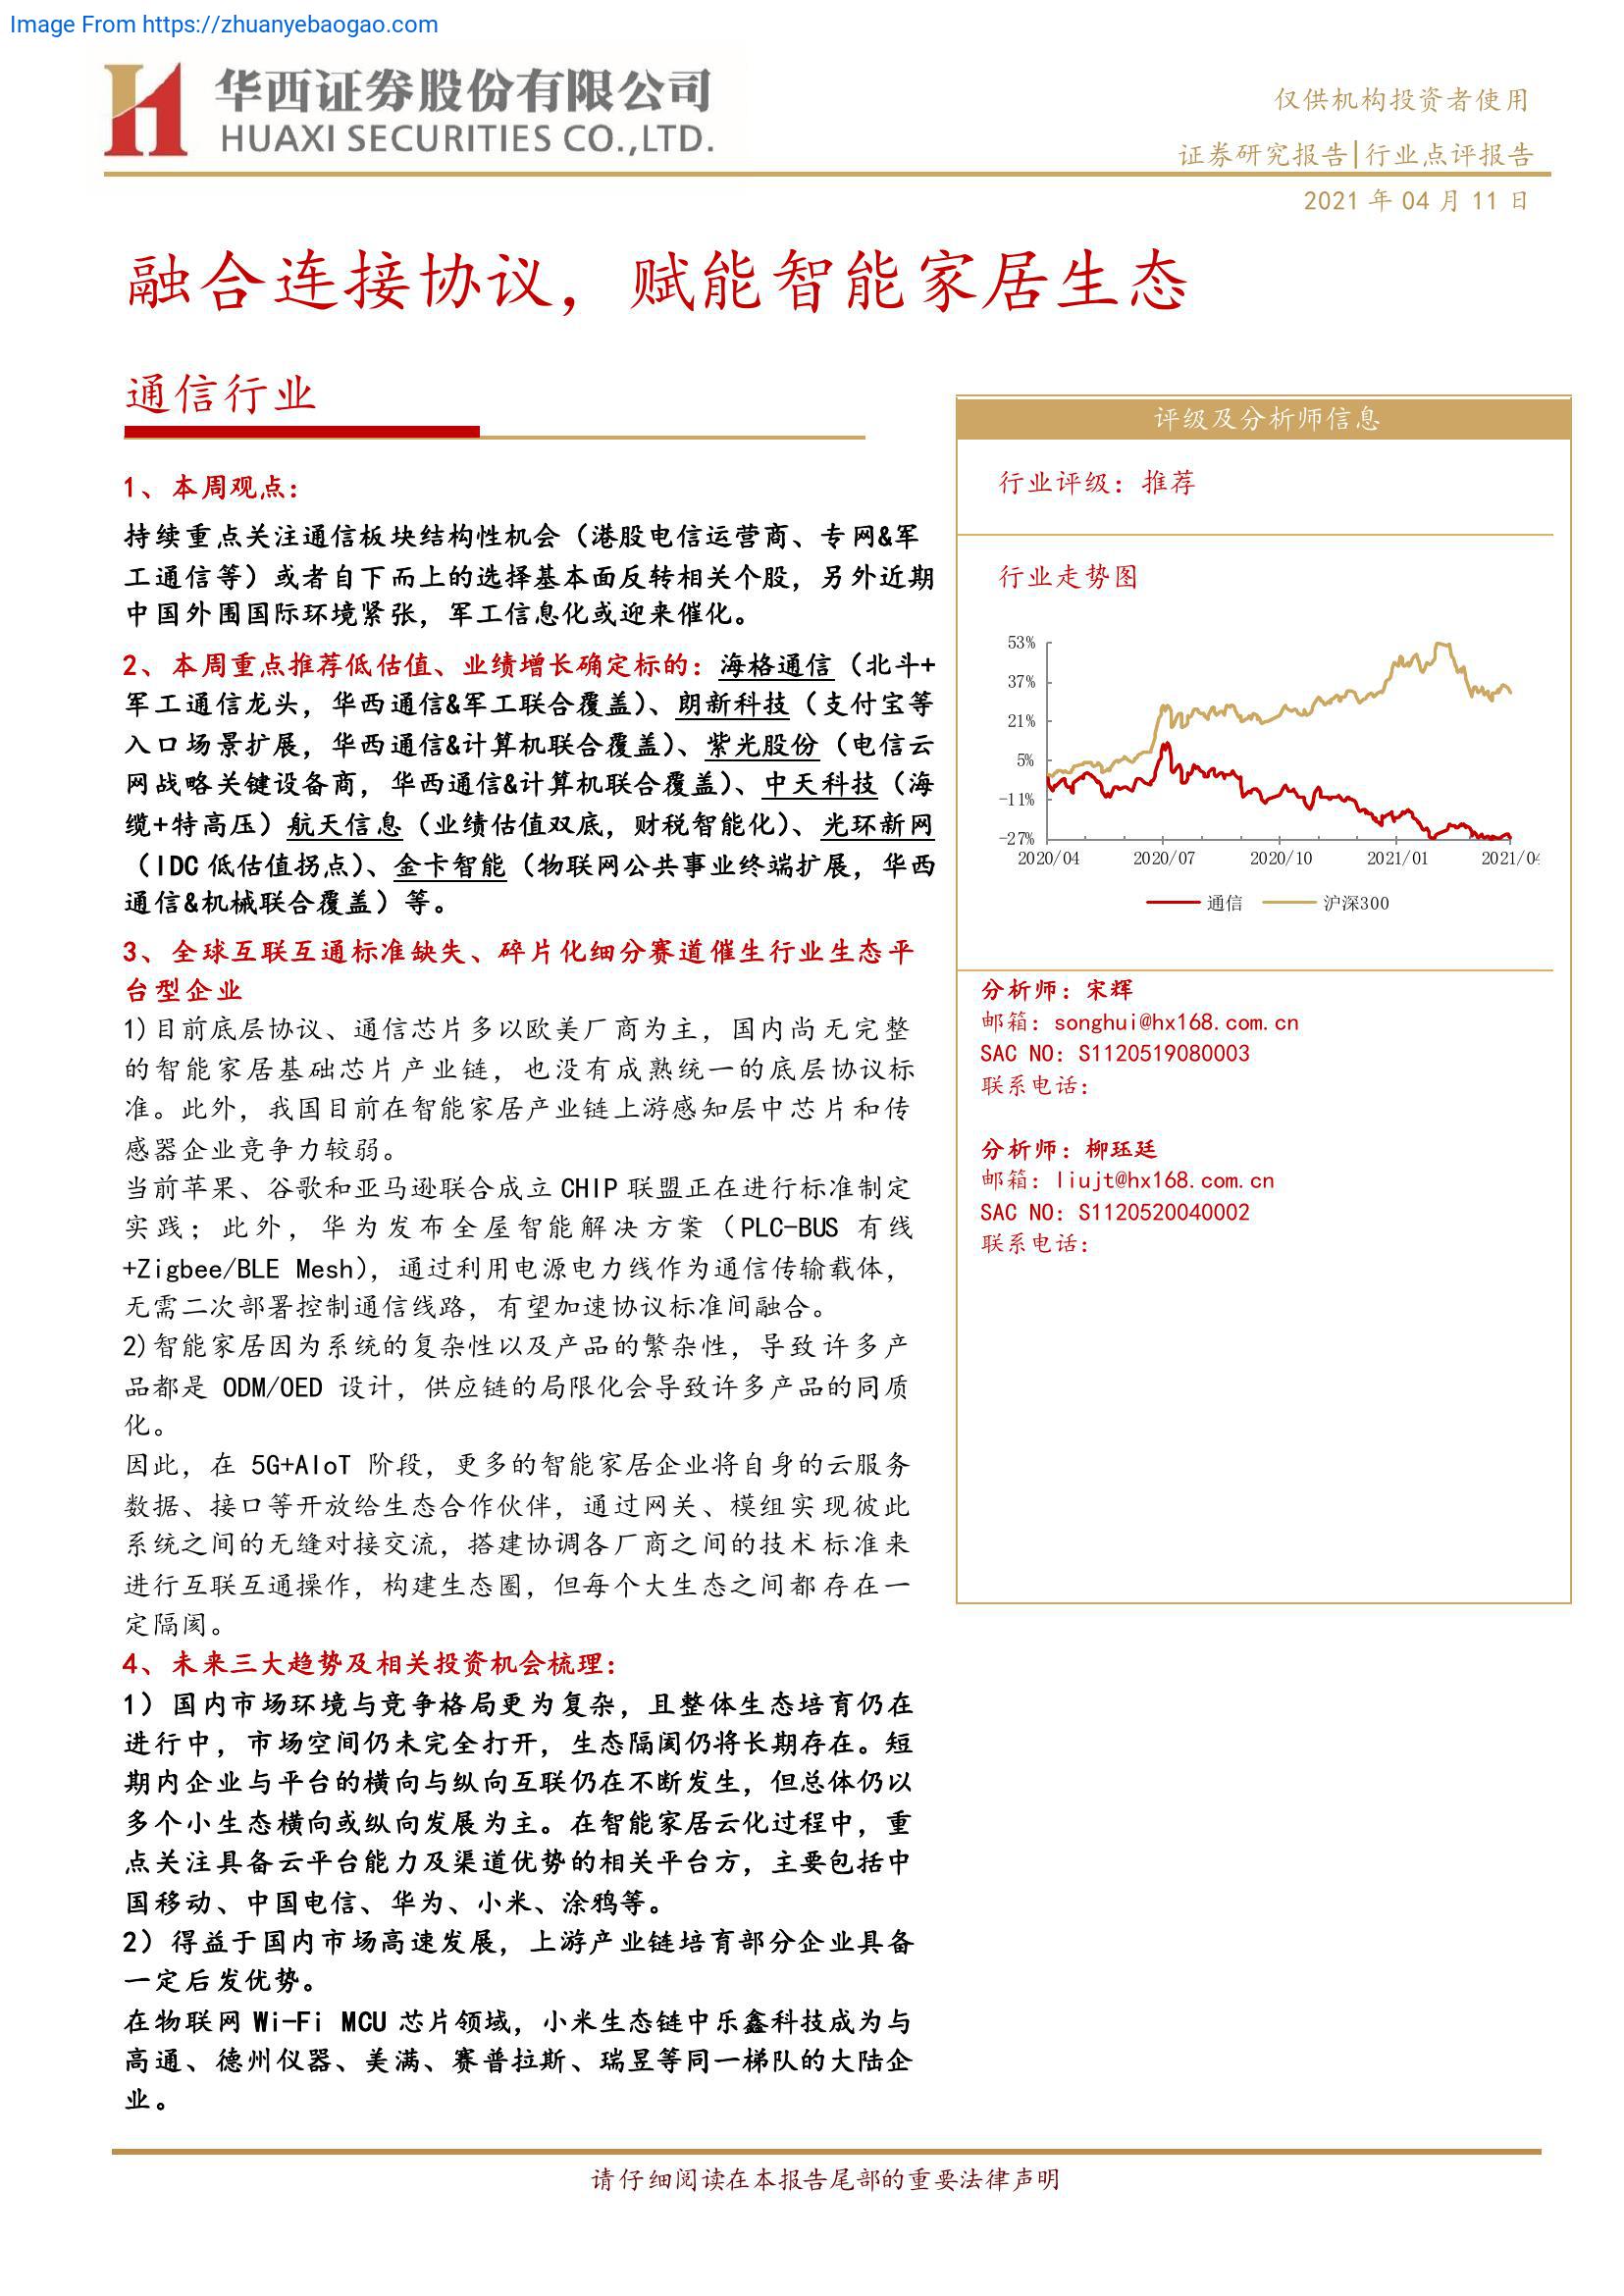 Image From https://zhuanyebaogao.com
华西证券股份有限公司
HUAXI SECURITIES CO.,LTD.
仅供机构投资者使用
证券研究报告|行业点评报告
2021 年 04 月 11 日
融合连接协议，赋能智能家居生态
通信行业
1、本周观点：
持续重点关注通信板块结构性机会（港股电信运营商、专网&军
工通信等）或者自下而上的选择基本面反转相关个股，另外近期
中国外围国际环境紧张，军工信息化或迎来催化。
2、本周重点推荐低估值、业绩增长确定标的：海格通信（北斗+
军工通信龙头，华西通信&军工联合覆盖）、朗新科技（支付宝等
入口场景扩展，华西通信&计算机联合覆盖）、紫光股份（电信云
网战略关键设备商，华西通信&计算机联合覆盖）、中天科技（海
缆+特高压）航天信息（业绩估值双底，财税智能化）、光环新网
（IDC 低估值拐点）、金卡智能（物联网公共事业终端扩展，华西
通信&机械联合覆盖）等。
3、全球互联互通标准缺失、碎片化细分赛道催生行业生态平
台型企业
1)目前底层协议、通信芯片多以欧美厂商为主，国内尚无完整
的智能家居基础芯片产业链，也没有成熟统一的底层协议标
准。此外，我国目前在智能家居产业链上游感知层中芯片和传
感器企业竞争力较弱。
当前苹果、谷歌和亚马逊联合成立 CHIP 联盟正在进行标准制定
实践；此外，华为发布全屋智能解决方案（PLC-BUS 有线
+Zigbee/BLE Mesh），通过利用电源电力线作为通信传输载体，
无需二次部署控制通信线路，有望加速协议标准间融合。
2)智能家居因为系统的复杂性以及产品的繁杂性，导致许多产
品都是 ODM/OED 设计，供应链的局限化会导致许多产品的同质
化。
因此，在 5G+AIoT 阶段，更多的智能家居企业将自身的云服务
数据、接口等开放给生态合作伙伴，通过网关、模组实现彼此
系统之间的无缝对接交流，搭建协调各厂商之间的技术标准来
进行互联互通操作，构建生态圈，但每个大生态之间都存在一
定隔阂。
4、未来三大趋势及相关投资机会梳理：
1）国内市场环境与竞争格局更为复杂，且整体生态培育仍在
进行中，市场空间仍未完全打开，生态隔阂仍将长期存在。短
期内企业与平台的横向与纵向互联仍在不断发生，但总体仍以
多个小生态横向或纵向发展为主。在智能家居云化过程中，重
点关注具备云平台能力及渠道优势的相关平台方，主要包括中
国移动、中国电信、华为、小米、涂鸦等。
2）得益于国内市场高速发展，上游产业链培育部分企业具备
一定后发优势。
在物联网 Wi-Fi MCU 芯片领域，小米生态链中乐鑫科技成为与
高通、德州仪器、美满、赛普拉斯、瑞昱等同一梯队的大陆企
业。
评级及分析师信息
行业评级：推荐
行业走势图
53%
37%
21%
5%
-11%
-27%
2020/04 2020/07 2020/10 2021/01 2021/04
通信 沪深300
分析师：宋辉
邮箱：songhui@hx168.com.cn
SAC NO：S1120519080003
联系电话：
分析师：柳珏廷
邮箱：liujt@hx168.com.cn
SAC NO：S1120520040002
联系电话：
请仔细阅读在本报告尾部的重要法律声明